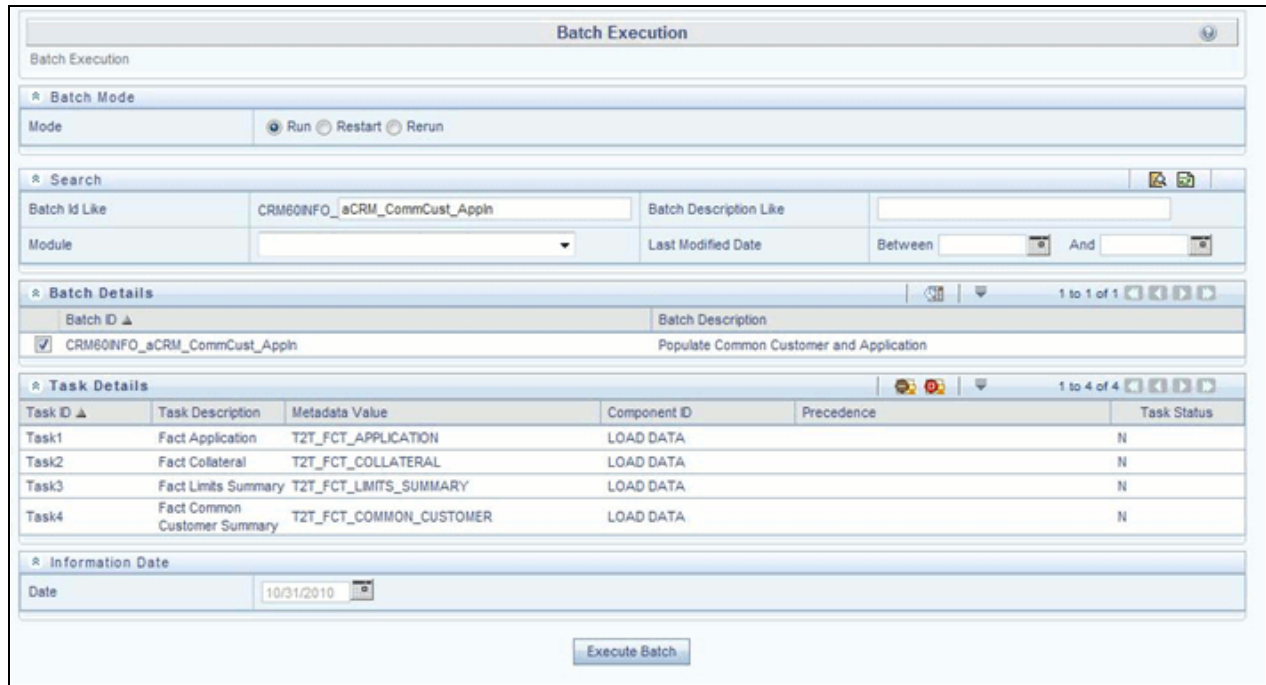 Batch Execution
Batch Execution
Batch Mode
Mode Run Restart Rerun
Search
Batch Id Like CRM60INFO_ aCRM_CommCust_Appln Batch Description Like
Module Last Modified Date Between And
Batch Details 1 to 1 of 1
Batch ID Batch Description
CRM60INFO_aCRM_CommCust_Appln Populate Common Customer and Application
Task Details 1 to 4 of 4
Task ID Task Description Metadata Value Component ID Precedence Task Status
Task1 Fact Application T2T_FCT_APPLICATION LOAD DATA N
Task2 Fact Collateral T2T_FCT_COLLATERAL LOAD DATA N
Task3 Fact Limits Summary T2T_FCT_LIMITS_SUMMARY LOAD DATA N
Task4 Fact Common Customer Summary T2T_FCT_COMMON_CUSTOMER LOAD DATA N
Information Date
Date 10/31/2010
Execute Batch